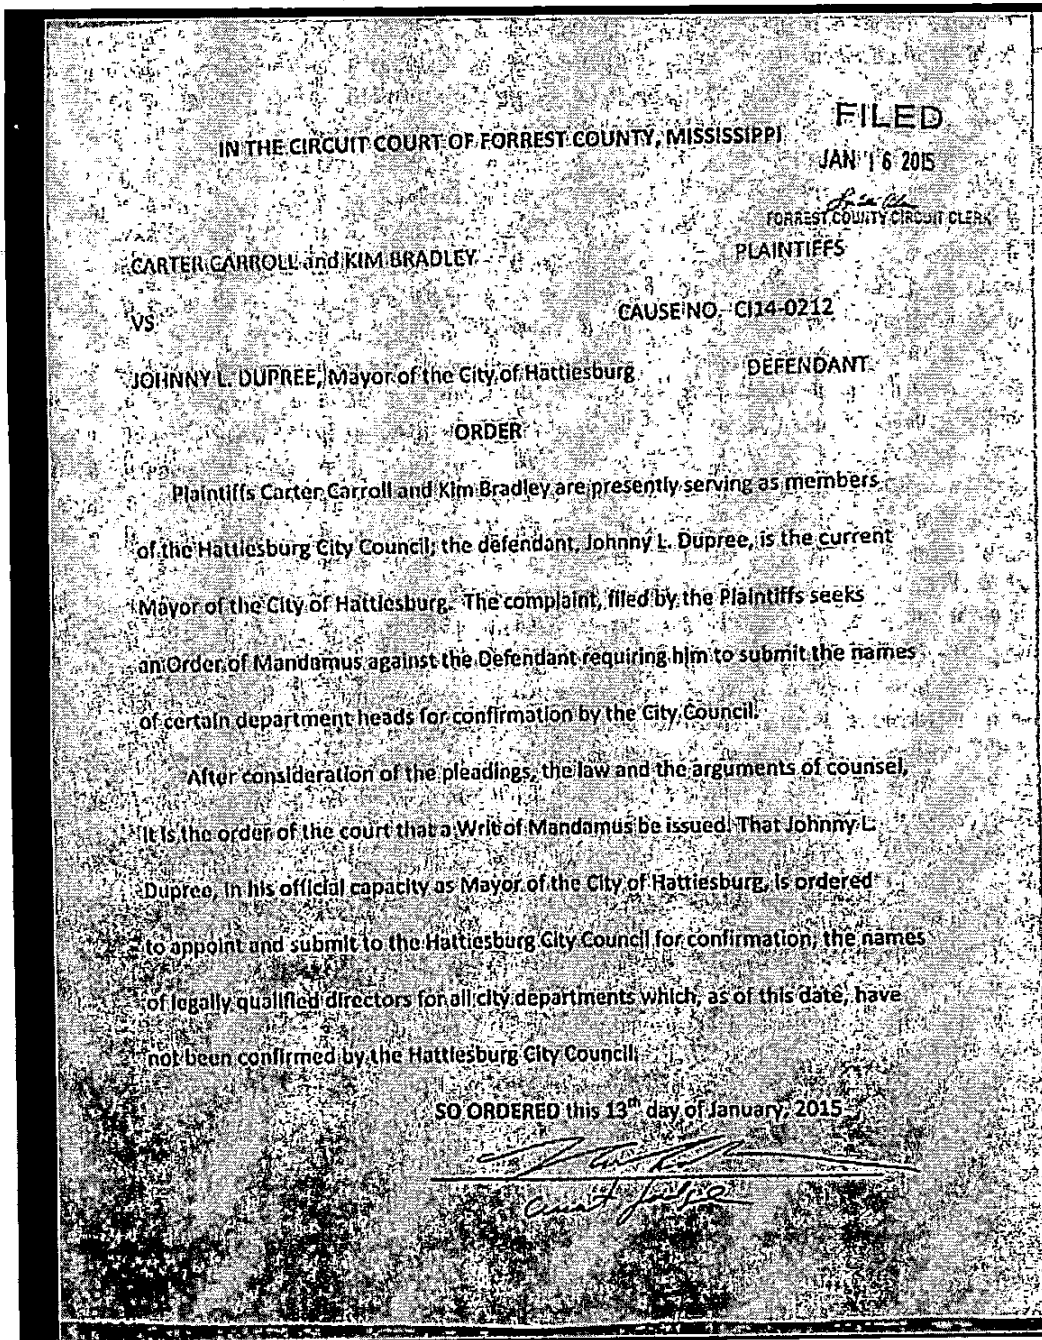 FILED
IN THE CIRCUIT COURT OF FORREST COUNTY, MISSISSIPPI
JAN 16 2015
FORREST COUNTY CIRCUIT CLERK
CARTER CARROLL and KIM BRADLEY PLAINTIFFS
VS CAUSE NO. CI14-0212
JOHNNY L. DUPREE, Mayor of the City of Hattiesburg DEFENDANT
ORDER
Plaintiffs Carter Carroll and Kim Bradley are presently serving as members
of the Hattiesburg City Council; the defendant, Johnny L. Dupree, is the current
Mayor of the City of Hattiesburg. The complaint, filed by the Plaintiffs seeks
an Order of Mandamus against the Defendant requiring him to submit the names
of certain department heads for confirmation by the City Council.
After consideration of the pleadings, the law and the arguments of counsel,
it is the order of the court that a Writ of Mandamus be issued. That Johnny L.
Dupree, in his official capacity as Mayor of the City of Hattiesburg, is ordered
to appoint and submit to the Hattiesburg City Council for confirmation, the names
of legally qualified directors for all city departments which, as of this date, have
not been confirmed by the Hattiesburg City Council.
SO ORDERED this 13th day of January, 2015
Judge